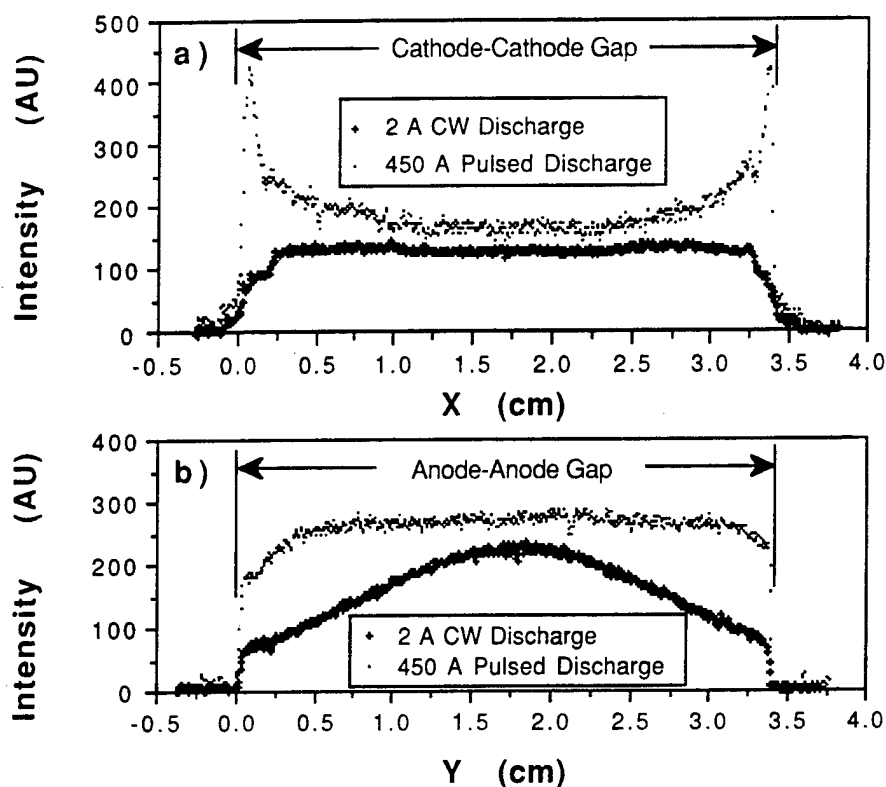 a)
Cathode-Cathode Gap
2 A CW Discharge
450 A Pulsed Discharge
500
400
300
200
100
0
Intensity (AU)
-0.5 0.0 0.5 1.0 1.5 2.0 2.5 3.0 3.5 4.0
X (cm)
b)
Anode-Anode Gap
2 A CW Discharge
450 A Pulsed Discharge
400
300
200
100
0
Intensity (AU)
-0.5 0.0 0.5 1.0 1.5 2.0 2.5 3.0 3.5 4.0
Y (cm)